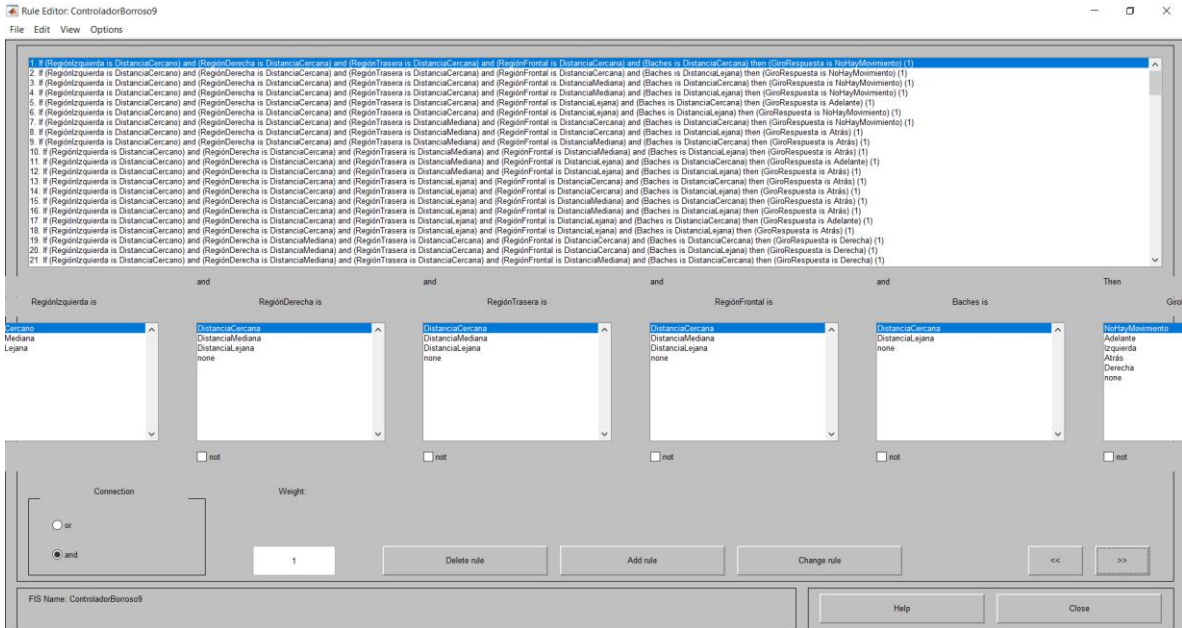 Rule Editor: ControladorBorroso9
File Edit View Options
1. If (RegiónIzquierda is DistanciaCercano) and (RegiónDerecha is DistanciaCercana) and (RegiónTrasera is DistanciaCercana) and (RegiónFrontal is DistanciaCercana) and (Baches is DistanciaCercana) then (GiroRespuesta is NoHayMovimiento) (1)
2. If (RegiónIzquierda is DistanciaCercano) and (RegiónDerecha is DistanciaCercana) and (RegiónTrasera is DistanciaCercana) and (RegiónFrontal is DistanciaCercana) and (Baches is DistanciaLejana) then (GiroRespuesta is NoHayMovimiento) (1)
3. If (RegiónIzquierda is DistanciaCercano) and (RegiónDerecha is DistanciaCercana) and (RegiónTrasera is DistanciaCercana) and (RegiónFrontal is DistanciaMediana) and (Baches is DistanciaCercana) then (GiroRespuesta is NoHayMovimiento) (1)
4. If (RegiónIzquierda is DistanciaCercano) and (RegiónDerecha is DistanciaCercana) and (RegiónTrasera is DistanciaCercana) and (RegiónFrontal is DistanciaMediana) and (Baches is DistanciaLejana) then (GiroRespuesta is NoHayMovimiento) (1)
5. If (RegiónIzquierda is DistanciaCercano) and (RegiónDerecha is DistanciaCercana) and (RegiónTrasera is DistanciaCercana) and (RegiónFrontal is DistanciaLejana) and (Baches is DistanciaCercana) then (GiroRespuesta is Adelante) (1)
6. If (RegiónIzquierda is DistanciaCercano) and (RegiónDerecha is DistanciaCercana) and (RegiónTrasera is DistanciaCercana) and (RegiónFrontal is DistanciaLejana) and (Baches is DistanciaLejana) then (GiroRespuesta is NoHayMovimiento) (1)
7. If (RegiónIzquierda is DistanciaCercano) and (RegiónDerecha is DistanciaCercana) and (RegiónTrasera is DistanciaMediana) and (RegiónFrontal is DistanciaCercana) and (Baches is DistanciaCercana) then (GiroRespuesta is NoHayMovimiento) (1)
8. If (RegiónIzquierda is DistanciaCercano) and (RegiónDerecha is DistanciaCercana) and (RegiónTrasera is DistanciaMediana) and (RegiónFrontal is DistanciaCercana) and (Baches is DistanciaLejana) then (GiroRespuesta is Atrás) (1)
9. If (RegiónIzquierda is DistanciaCercano) and (RegiónDerecha is DistanciaCercana) and (RegiónTrasera is DistanciaMediana) and (RegiónFrontal is DistanciaMediana) and (Baches is DistanciaCercana) then (GiroRespuesta is Atrás) (1)
10. If (RegiónIzquierda is DistanciaCercano) and (RegiónDerecha is DistanciaCercana) and (RegiónTrasera is DistanciaMediana) and (RegiónFrontal is DistanciaMediana) and (Baches is DistanciaLejana) then (GiroRespuesta is Atrás) (1)
11. If (RegiónIzquierda is DistanciaCercano) and (RegiónDerecha is DistanciaCercana) and (RegiónTrasera is DistanciaMediana) and (RegiónFrontal is DistanciaLejana) and (Baches is DistanciaCercana) then (GiroRespuesta is Adelante) (1)
12. If (RegiónIzquierda is DistanciaCercano) and (RegiónDerecha is DistanciaCercana) and (RegiónTrasera is DistanciaMediana) and (RegiónFrontal is DistanciaLejana) and (Baches is DistanciaLejana) then (GiroRespuesta is Atrás) (1)
13. If (RegiónIzquierda is DistanciaCercano) and (RegiónDerecha is DistanciaCercana) and (RegiónTrasera is DistanciaLejana) and (RegiónFrontal is DistanciaCercana) and (Baches is DistanciaCercana) then (GiroRespuesta is Atrás) (1)
14. If (RegiónIzquierda is DistanciaCercano) and (RegiónDerecha is DistanciaCercana) and (RegiónTrasera is DistanciaLejana) and (RegiónFrontal is DistanciaCercana) and (Baches is DistanciaLejana) then (GiroRespuesta is Atrás) (1)
15. If (RegiónIzquierda is DistanciaCercano) and (RegiónDerecha is DistanciaCercana) and (RegiónTrasera is DistanciaLejana) and (RegiónFrontal is DistanciaMediana) and (Baches is DistanciaCercana) then (GiroRespuesta is Atrás) (1)
16. If (RegiónIzquierda is DistanciaCercano) and (RegiónDerecha is DistanciaCercana) and (RegiónTrasera is DistanciaLejana) and (RegiónFrontal is DistanciaMediana) and (Baches is DistanciaLejana) then (GiroRespuesta is Atrás) (1)
17. If (RegiónIzquierda is DistanciaCercano) and (RegiónDerecha is DistanciaCercana) and (RegiónTrasera is DistanciaLejana) and (RegiónFrontal is DistanciaLejana) and (Baches is DistanciaCercana) then (GiroRespuesta is Adelante) (1)
18. If (RegiónIzquierda is DistanciaCercano) and (RegiónDerecha is DistanciaCercana) and (RegiónTrasera is DistanciaLejana) and (RegiónFrontal is DistanciaLejana) and (Baches is DistanciaLejana) then (GiroRespuesta is Atrás) (1)
19. If (RegiónIzquierda is DistanciaCercano) and (RegiónDerecha is DistanciaMediana) and (RegiónTrasera is DistanciaCercana) and (RegiónFrontal is DistanciaCercana) and (Baches is DistanciaCercana) then (GiroRespuesta is Derecha) (1)
20. If (RegiónIzquierda is DistanciaCercano) and (RegiónDerecha is DistanciaMediana) and (RegiónTrasera is DistanciaCercana) and (RegiónFrontal is DistanciaCercana) and (Baches is DistanciaLejana) then (GiroRespuesta is Derecha) (1)
21. If (RegiónIzquierda is DistanciaCercano) and (RegiónDerecha is DistanciaMediana) and (RegiónTrasera is DistanciaCercana) and (RegiónFrontal is DistanciaMediana) and (Baches is DistanciaCercana) then (GiroRespuesta is Derecha) (1)
and and and and Then
RegiónIzquierda is RegiónDerecha is RegiónTrasera is RegiónFrontal is Baches is Giro
Cercano DistanciaCercana DistanciaCercana DistanciaCercana DistanciaCercana NoHayMovimiento
Mediana DistanciaMediana DistanciaMediana DistanciaMediana DistanciaLejana Adelante
Lejana DistanciaLejana DistanciaLejana DistanciaLejana none Izquierda
none none none Atrás
Derecha
none
not not not not not
Connection Weight:
or
and 1 Delete rule Add rule Change rule << >>
FIS Name: ControladorBorroso9 Help Close